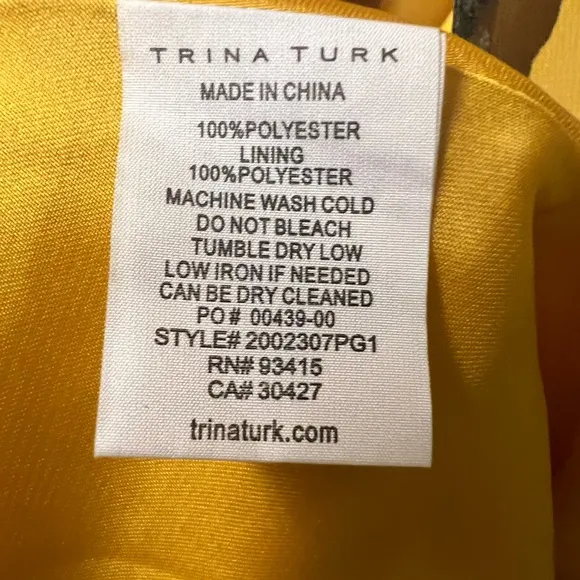 TRINA TURK
MADE IN CHINA
100%POLYESTER
LINING
100%POLYESTER
MACHINE WASH COLD
DO NOT BLEACH
TUMBLE DRY LOW
LOW IRON IF NEEDED
CAN BE DRY CLEANED
PO# 00439-00
STYLE# 2002307PG1
RN# 93415
CA# 30427
trinaturk.com